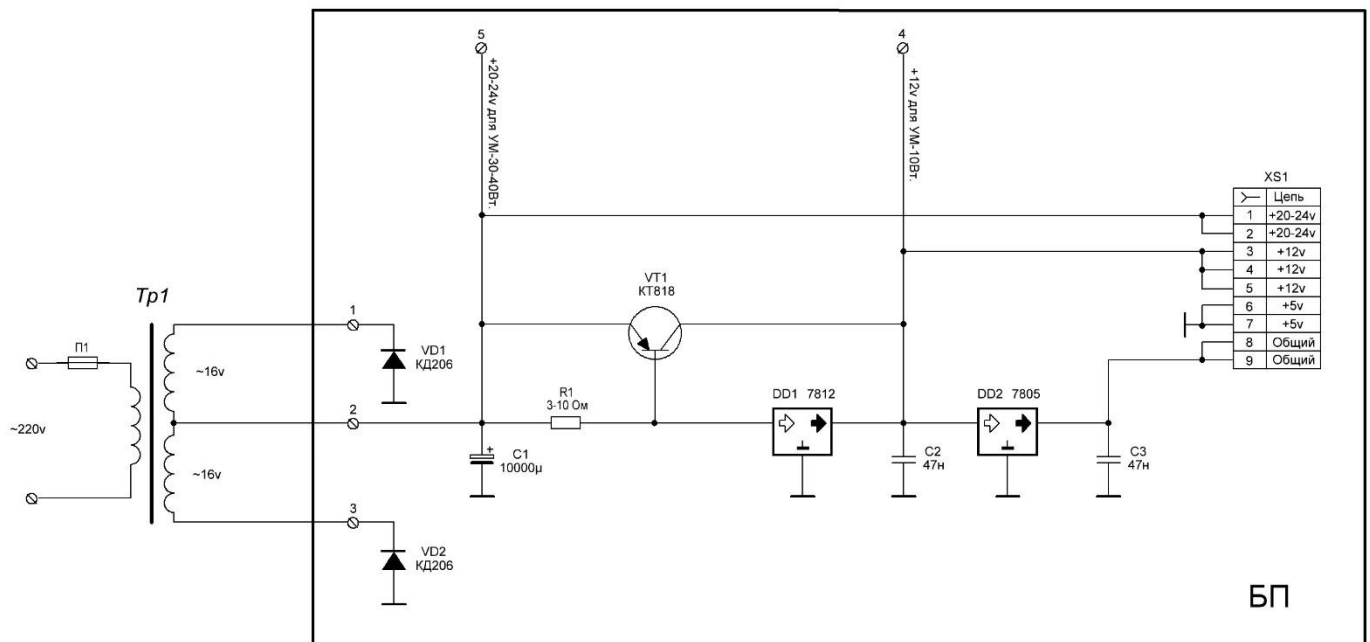 5
+20-24v для УМ-30-40Вт.
4
+12v для УМ-10Вт.
XS1
Цепь
1 +20-24v
2 +20-24v
3 +12v
4 +12v
5 +12v
6 +5v
7 +5v
8 Общий
9 Общий
Тр1
П1
~220v
~16v
~16v
1
VD1
КД206
2
3
VD2
КД206
VT1
КТ818
R1
3-10 Ом
C1
10000µ
+
DD1 7812
C2
47н
DD2 7805
C3
47н
БП